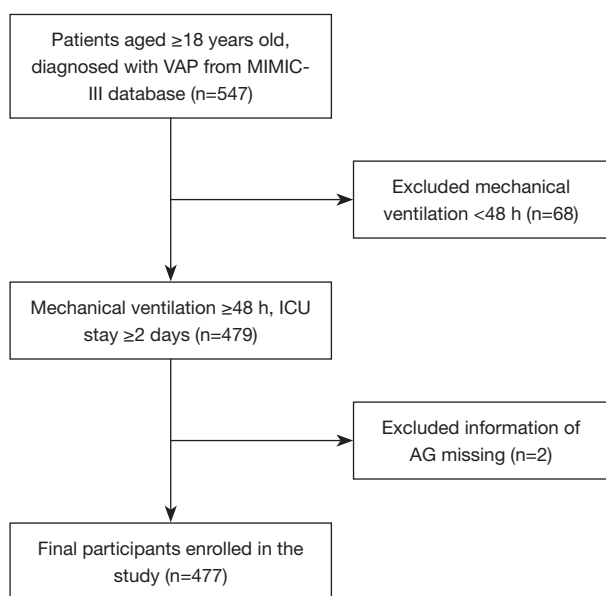 Patients aged ≥18 years old,
diagnosed with VAP from MIMIC-
III database (n=547)
Excluded mechanical
ventilation <48 h (n=68)
Mechanical ventilation ≥48 h, ICU
stay ≥2 days (n=479)
Excluded information of
AG missing (n=2)
Final participants enrolled in the
study (n=477)